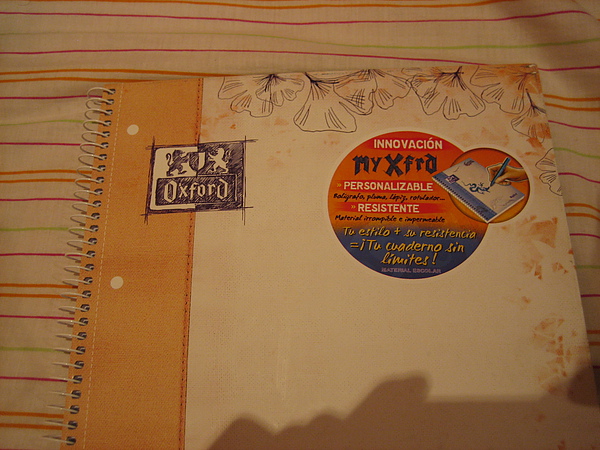 Oxford
INNOVACIÓN
myXfrd
» PERSONALIZABLE
Bolígrafo, pluma, lápiz, rotulador...
» RESISTENTE
Material irrompible e impermeable
Tu estilo + su resistencia
=¡Tu cuaderno sin
límites!
MATERIAL ESCOLAR